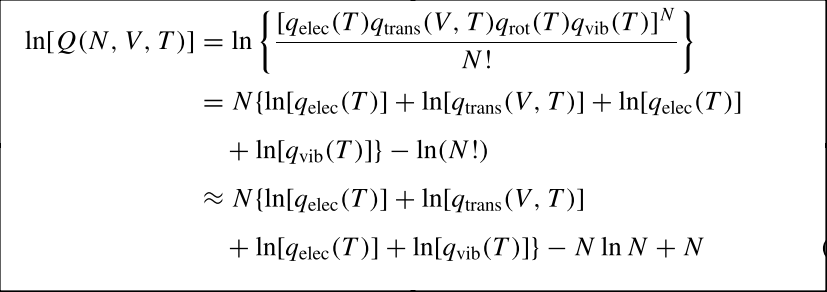 ln[Q(N, V, T)] = ln { [q_elec(T)q_trans(V, T)q_rot(T)q_vib(T)]^N / N! }
= N{ln[q_elec(T)] + ln[q_trans(V, T)] + ln[q_elec(T)]
+ ln[q_vib(T)]} − ln(N!)
≈ N{ln[q_elec(T)] + ln[q_trans(V, T)]
+ ln[q_elec(T)] + ln[q_vib(T)]} − N ln N + N